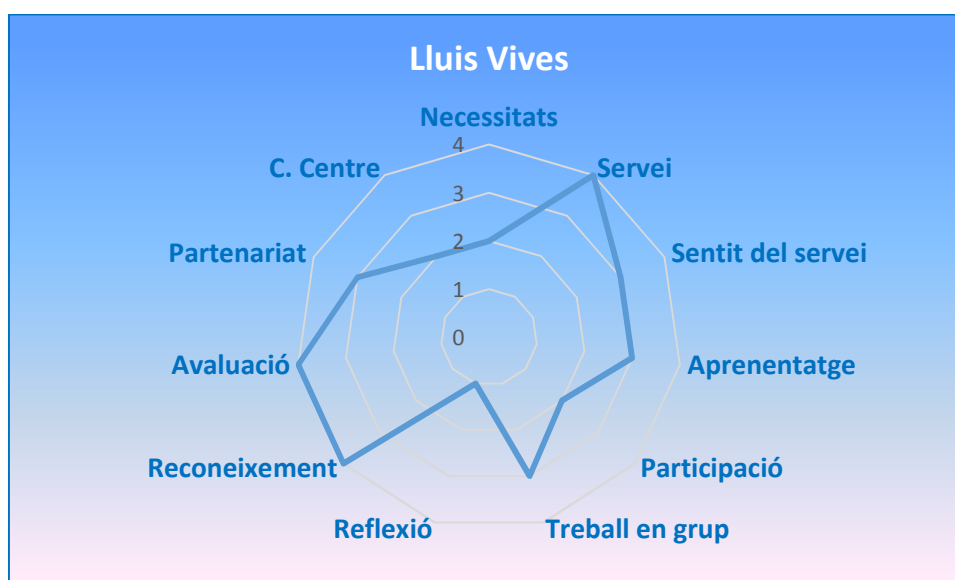 Lluis Vives
Necessitats
4
C. Centre
Servei
3
Partenariat
2
Sentit del servei
1
0
Avaluació
Aprenentatge
Reconeixement
Participació
Reflexió
Treball en grup